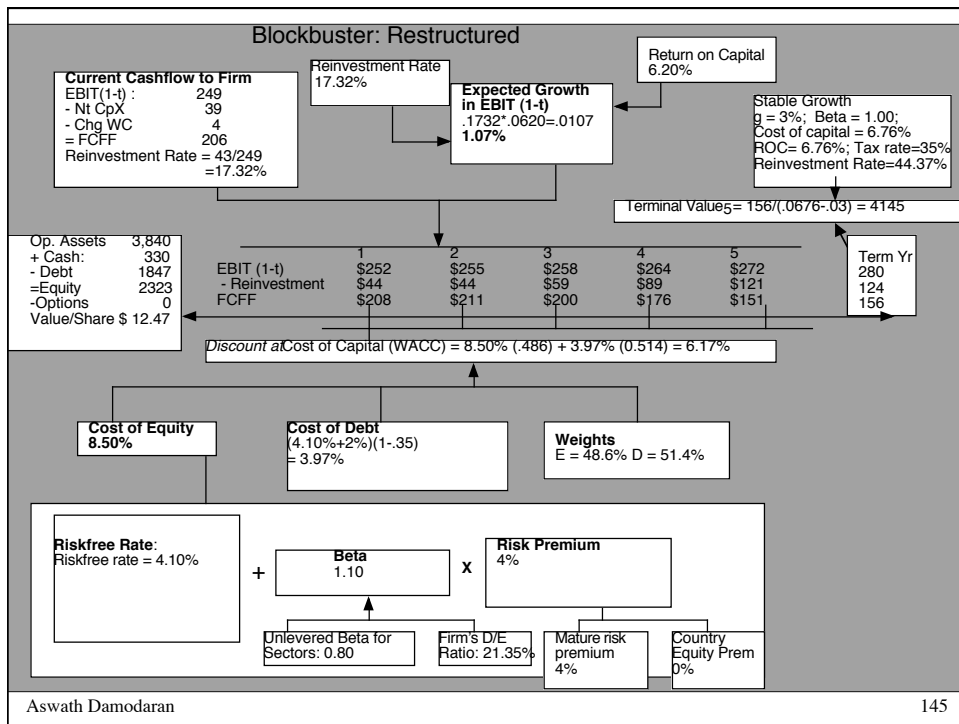 Blockbuster: Restructured
Current Cashflow to Firm
EBIT(1-t) : 249
- Nt CpX 39
- Chg WC 4
= FCFF 206
Reinvestment Rate = 43/249
=17.32%
Reinvestment Rate
17.32%
Expected Growth
in EBIT (1-t)
.1732*.0620=.0107
1.07%
Return on Capital
6.20%
Stable Growth
g = 3%; Beta = 1.00;
Cost of capital = 6.76%
ROC= 6.76%; Tax rate=35%
Reinvestment Rate=44.37%
Terminal Value5= 156/(.0676-.03) = 4145
Op. Assets 3,840
+ Cash: 330
- Debt 1847
=Equity 2323
-Options 0
Value/Share $ 12.47
1 2 3 4 5
EBIT (1-t) $252 $255 $258 $264 $272
- Reinvestment $44 $44 $59 $89 $121
FCFF $208 $211 $200 $176 $151
Term Yr
280
124
156
Discount at Cost of Capital (WACC) = 8.50% (.486) + 3.97% (0.514) = 6.17%
Cost of Equity
8.50%
Cost of Debt
(4.10%+2%)(1-.35)
= 3.97%
Weights
E = 48.6% D = 51.4%
Riskfree Rate:
Riskfree rate = 4.10%
+
Beta
1.10
X
Risk Premium
4%
Unlevered Beta for
Sectors: 0.80
Firm's D/E
Ratio: 21.35%
Mature risk
premium
4%
Country
Equity Prem
0%
Aswath Damodaran 145